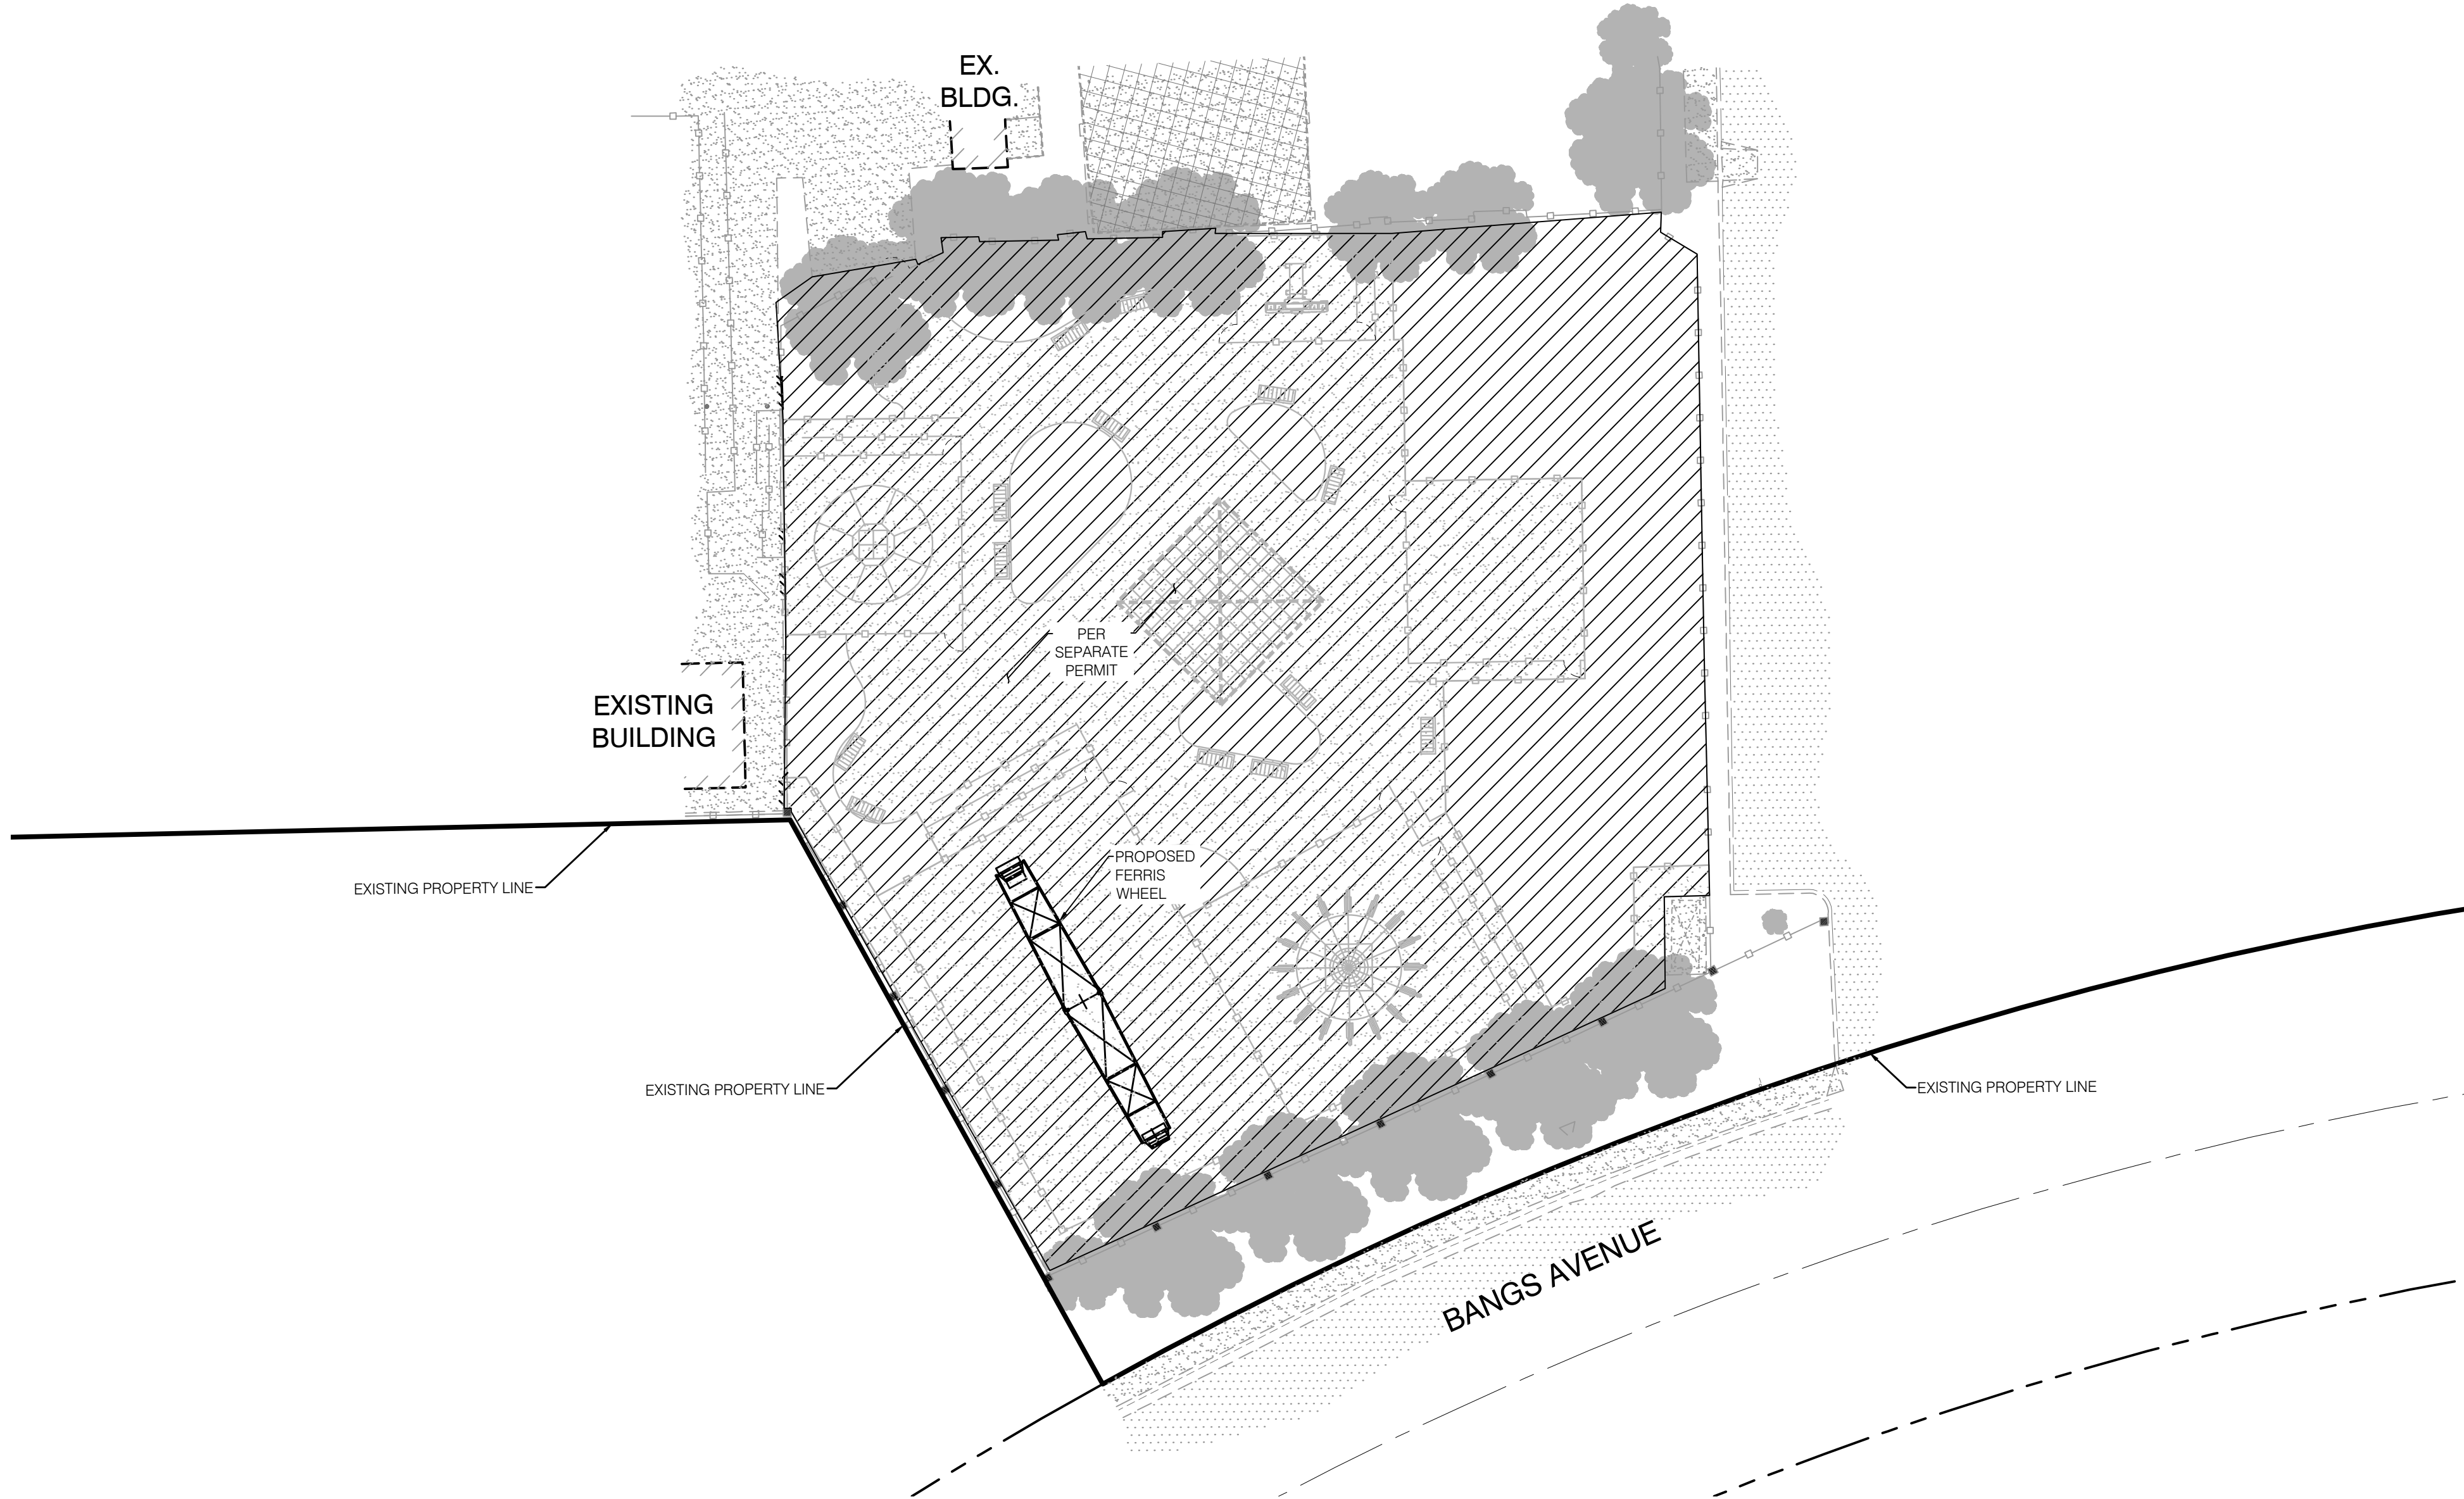 EX.
BLDG.
PER
SEPARATE
PERMIT
EXISTING
BUILDING
PROPOSED
FERRIS
WHEEL
EXISTING PROPERTY LINE
EXISTING PROPERTY LINE
EXISTING PROPERTY LINE
BANGS AVENUE